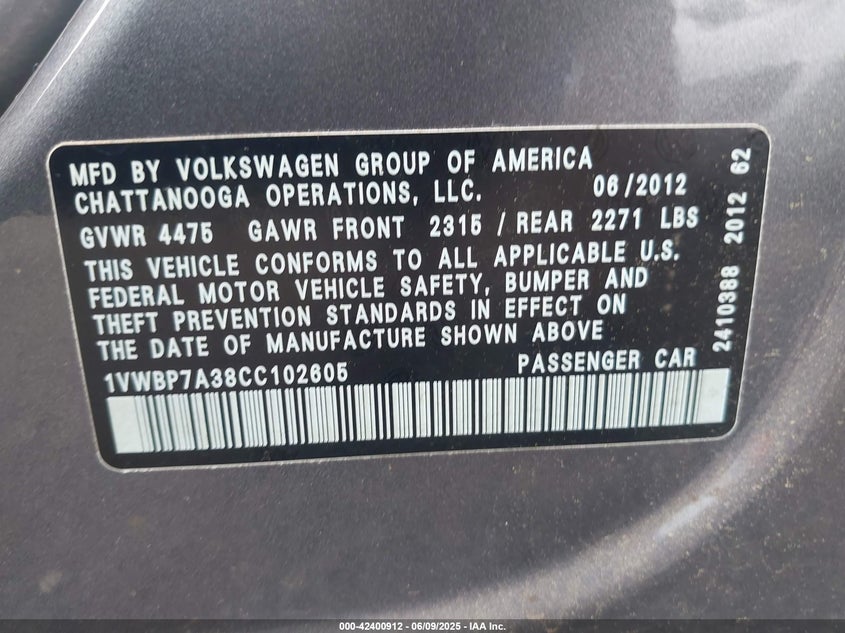 MFD BY VOLKSWAGEN GROUP OF AMERICA
CHATTANOOGA OPERATIONS, LLC. 06/2012
GVWR 4475 GAWR FRONT 2315 / REAR 2271 LBS
THIS VEHICLE CONFORMS TO ALL APPLICABLE U.S.
FEDERAL MOTOR VEHICLE SAFETY, BUMPER AND
THEFT PREVENTION STANDARDS IN EFFECT ON
THE DATE OF MANUFACTURE SHOWN ABOVE
1VWBP7A38CC102605 PASSENGER CAR
2410388 2012 62
000-42400912 - 06/09/2025 - IAA Inc.